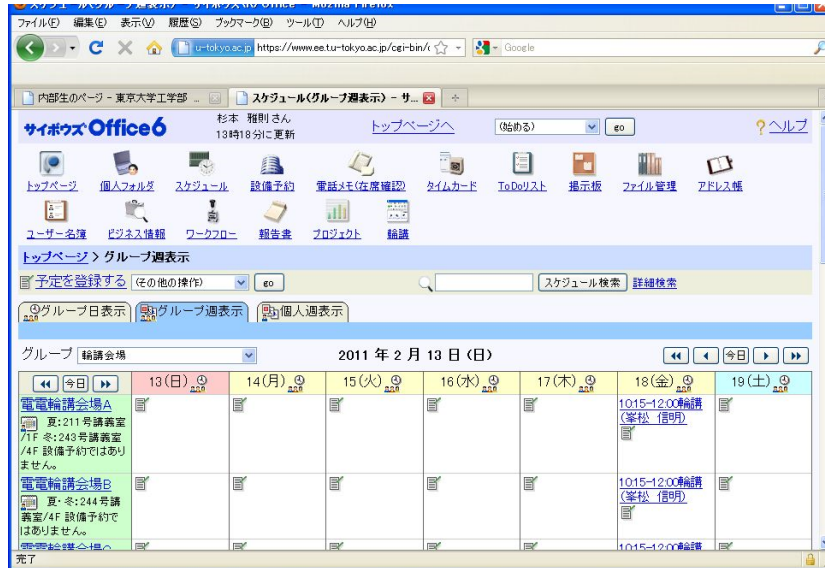 ファイル(F) 編集(E) 表示(V) 履歴(S) ブックマーク(B) ツール(T) ヘルプ(H)
u-tokyo.ac.jp https://www.ee.t.u-tokyo.ac.jp/cgi-bin/c
Google
内部生のページ - 東京大学工学部 ...
スケジュール(グループ週表示) - サ...
サイボウズ Office6
杉本 雅則さん
13時18分に更新
トップページへ
(始める)
go
? ヘルプ
トップページ 個人フォルダ スケジュール 設備予約 電話メモ(在席確認) タイムカード ToDoリスト 掲示板 ファイル管理 アドレス帳
ユーザー名簿 ビジネス情報 ワークフロー 報告書 プロジェクト 輪講
トップページ > グループ週表示
予定を登録する (その他の操作) go スケジュール検索 詳細検索
グループ日表示 グループ週表示 個人週表示
グループ 輪講会場 2011 年 2 月 13 日 (日) 今日
今日 13(日) 14(月) 15(火) 16(水) 17(木) 18(金) 19(土)
電電輪講会場A
夏:211号講義室
/1F 冬:243号講義室
/4F 設備予約ではあり
ません。
10:15-12:00輪講
(峯松 信明)
電電輪講会場B
夏・冬:244号講
義室/4F 設備予約で
はありません。
10:15-12:00輪講
(峯松 信明)
電電輪講会場C
10:15-12:00輪講
完了